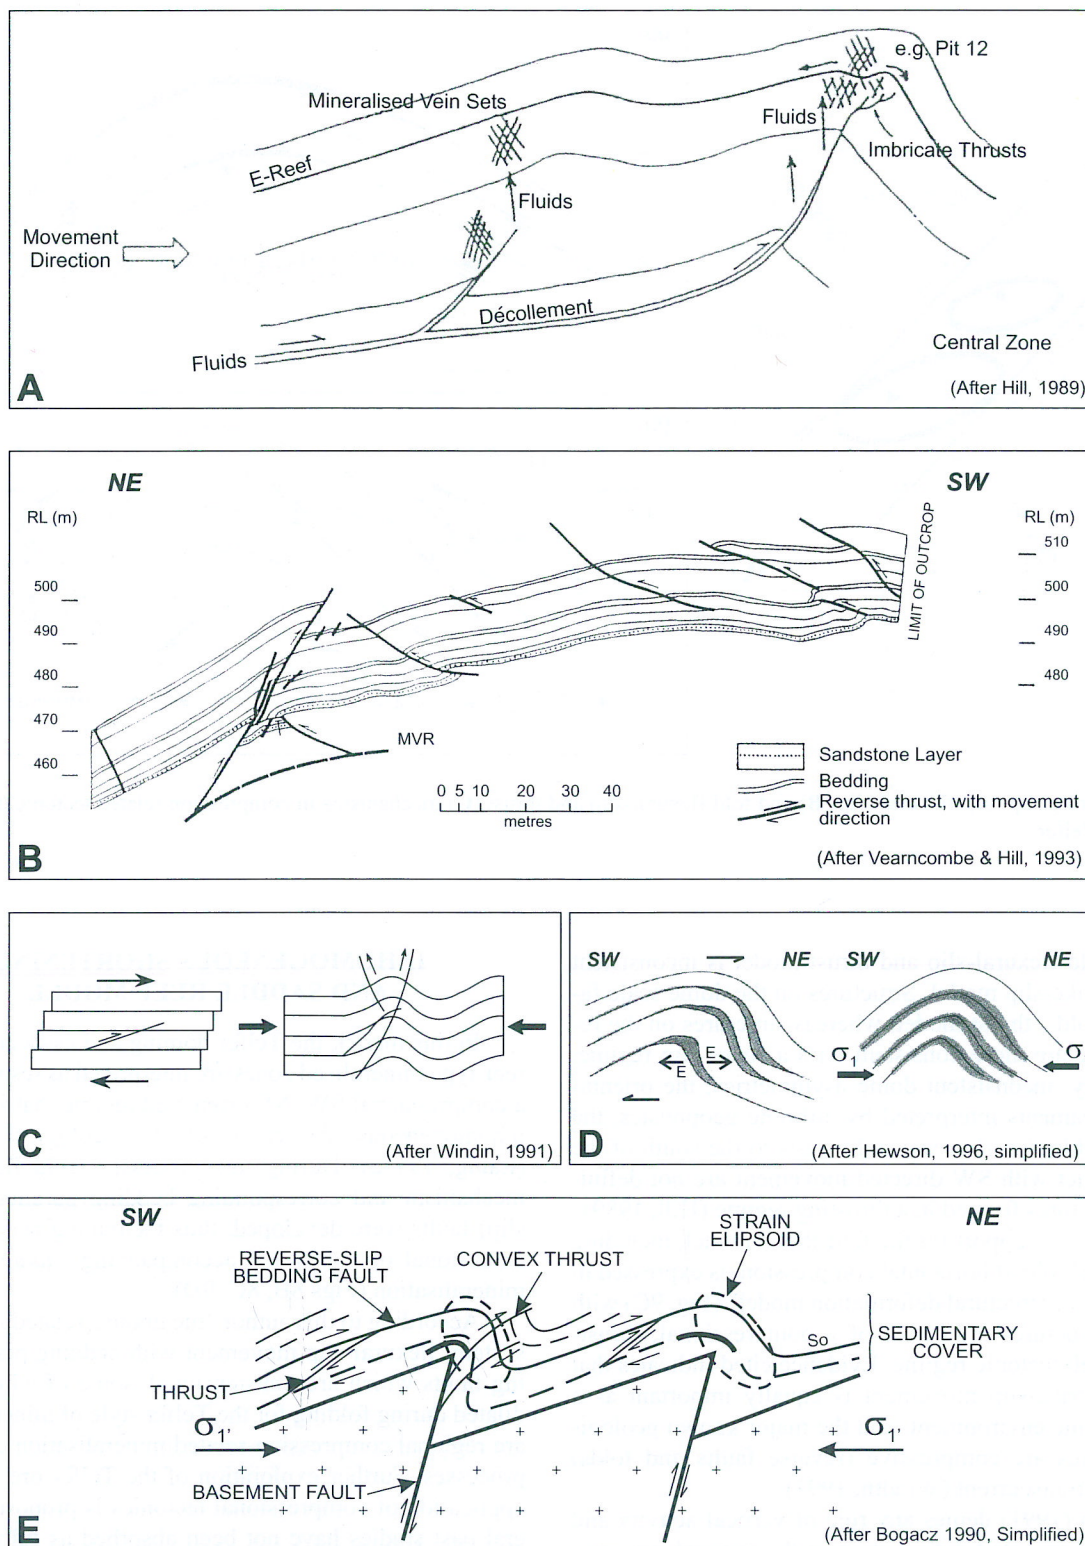 e.g. Pit 12
Mineralised Vein Sets
Fluids
E-Reef
Imbricate Thrusts
Fluids
Movement
Direction
Décollement
Fluids
Central Zone
A
(After Hill, 1989)
NE
SW
RL (m)
RL (m)
510
500
500
490
490
480
480
470
460
LIMIT OF OUTCROP
MVR
Sandstone Layer
Bedding
Reverse thrust, with movement
direction
0 5 10 20 30 40
metres
B
(After Vearncombe & Hill, 1993)
C
(After Windin, 1991)
SW NE
SW NE
E
E
σ1
σ
D
(After Hewson, 1996, simplified)
SW
NE
REVERSE-SLIP
BEDDING FAULT
CONVEX THRUST
STRAIN
ELIPSOID
So
SEDIMENTARY
COVER
THRUST
σ1'
σ1'
BASEMENT FAULT
E
(After Bogacz 1990, Simplified)